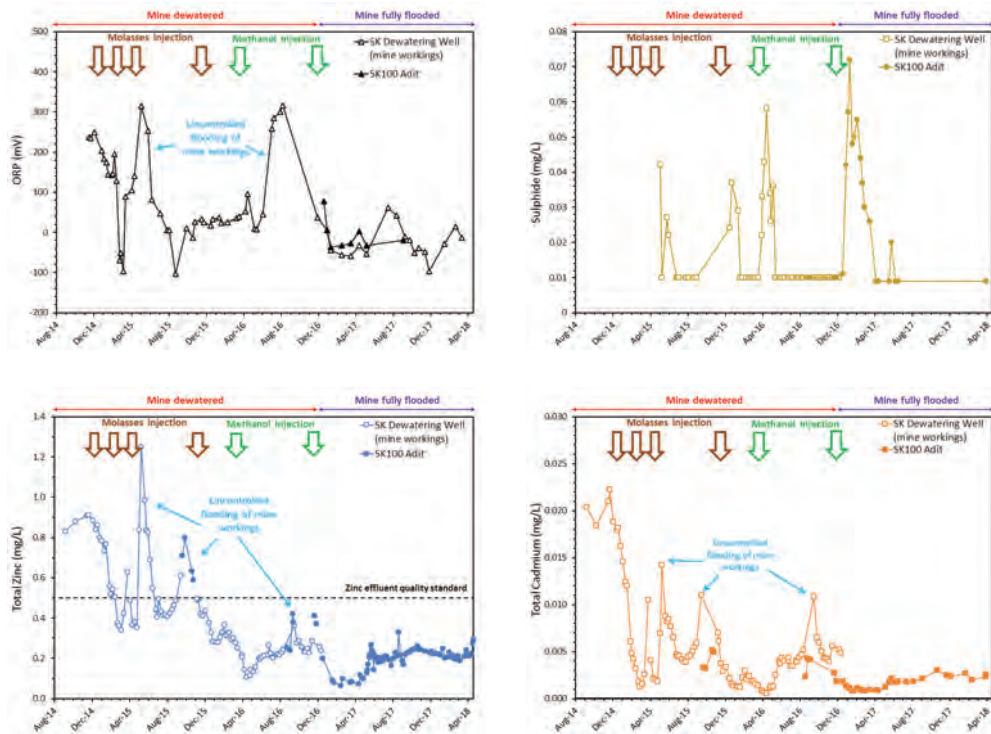 Mine dewatered
Mine fully flooded
Molasses injection
Methanol injection
SK Dewatering Well
(mine workings)
SK100 Adit
Uncontrolled
flooding of
mine workings
ORP (mV)
500
400
300
200
100
0
-100
-200
Aug-14
Dec-14
Apr-15
Aug-15
Dec-15
Apr-16
Aug-16
Dec-16
Apr-17
Aug-17
Dec-17
Apr-18
Mine dewatered
Mine fully flooded
Molasses injection
Methanol injection
SK Dewatering Well
(mine workings)
SK100 Adit
Sulphide (mg/L)
0.08
0.07
0.06
0.05
0.04
0.03
0.02
0.01
0.00
Aug-14
Dec-14
Apr-15
Aug-15
Dec-15
Apr-16
Aug-16
Dec-16
Apr-17
Aug-17
Dec-17
Apr-18
Mine dewatered
Mine fully flooded
Molasses injection
Methanol injection
SK Dewatering Well
(mine workings)
SK100 Adit
Uncontrolled
flooding of mine
workings
Zinc effluent quality standard
Total Zinc (mg/L)
1.4
1.2
1.0
0.8
0.6
0.4
0.2
0.0
Aug-14
Dec-14
Apr-15
Aug-15
Dec-15
Apr-16
Aug-16
Dec-16
Apr-17
Aug-17
Dec-17
Apr-18
Mine dewatered
Mine fully flooded
Molasses injection
Methanol injection
SK Dewatering Well
(mine workings)
SK100 Adit
Uncontrolled
flooding of mine
workings
Total Cadmium (mg/L)
0.030
0.025
0.020
0.015
0.010
0.005
0.000
Aug-14
Dec-14
Apr-15
Aug-15
Dec-15
Apr-16
Aug-16
Dec-16
Apr-17
Aug-17
Dec-17
Apr-18